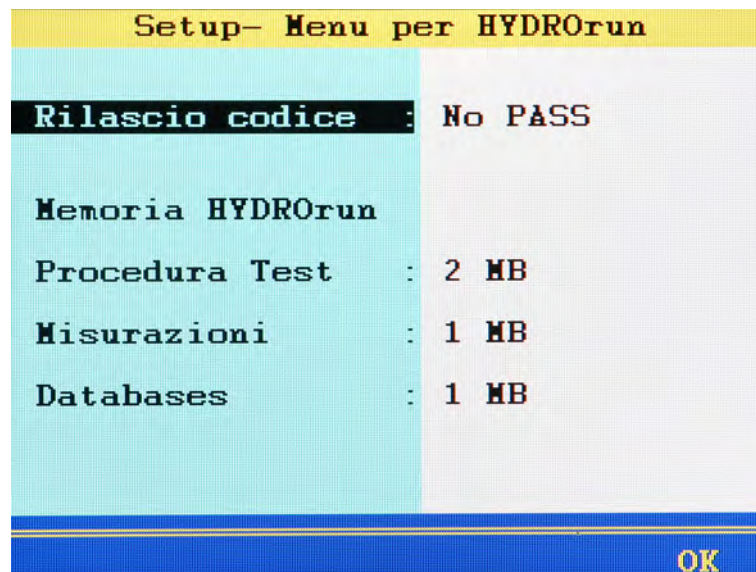 Setup- Menu per HYDROrun
Rilascio codice : No PASS
Memoria HYDROrun
Procedura Test : 2 MB
Misurazioni : 1 MB
Databases : 1 MB
OK